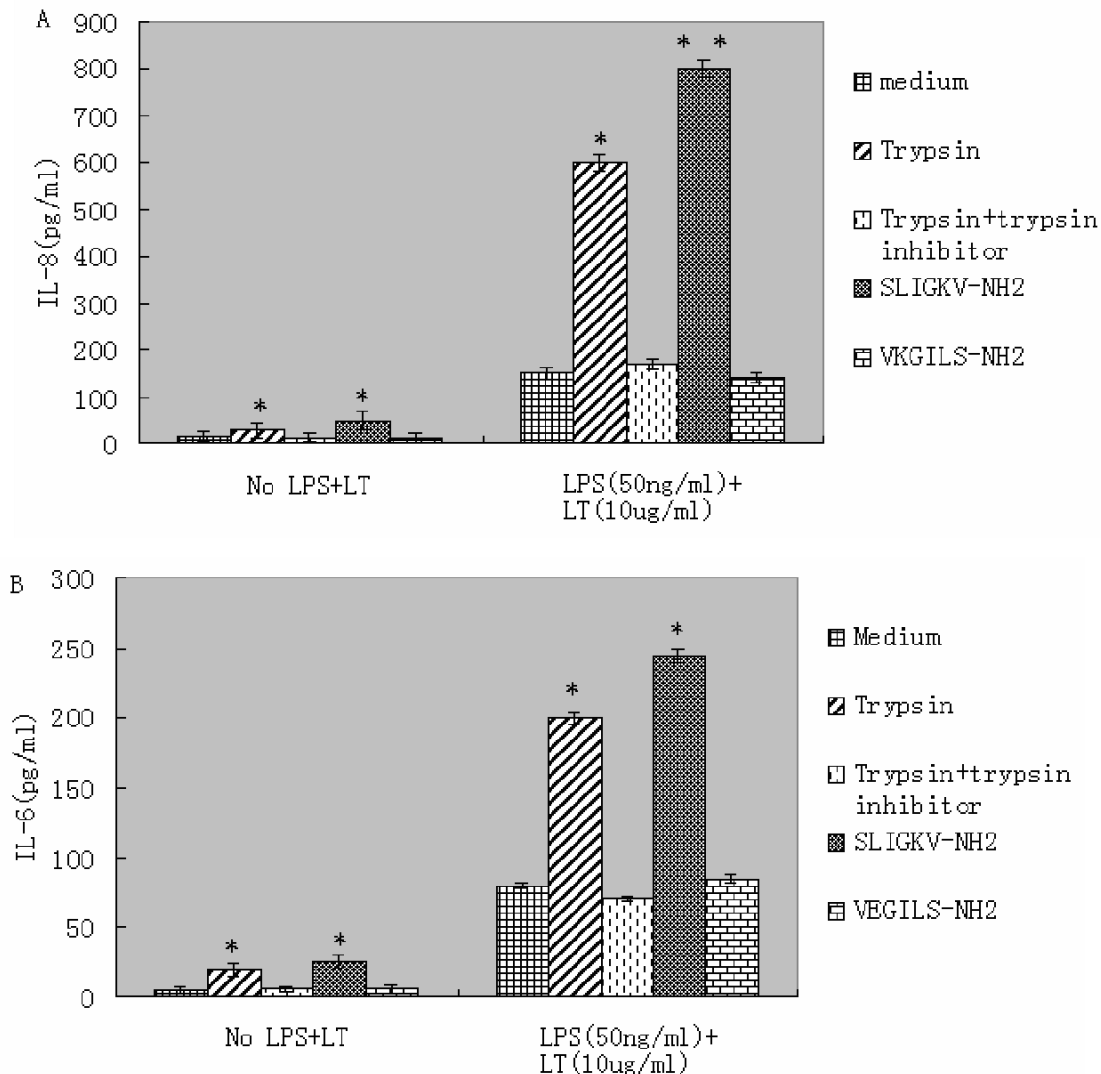 A
900
800
700
600
500
400
300
200
100
0
IL-8(pg/ml)
*
*
*
* *
No LPS+LT
LPS(50ng/ml)+
LT(10ug/ml)
medium
Trypsin
Trypsin+trypsin
inhibitor
SLIGKV-NH2
VKGILS-NH2
B
300
250
200
150
100
50
0
IL-6(pg/ml)
*
*
*
*
No LPS+LT
LPS(50ng/ml)+
LT(10ug/ml)
Medium
Trypsin
Trypsin+trypsin
inhibitor
SLIGKV-NH2
VEGILS-NH2